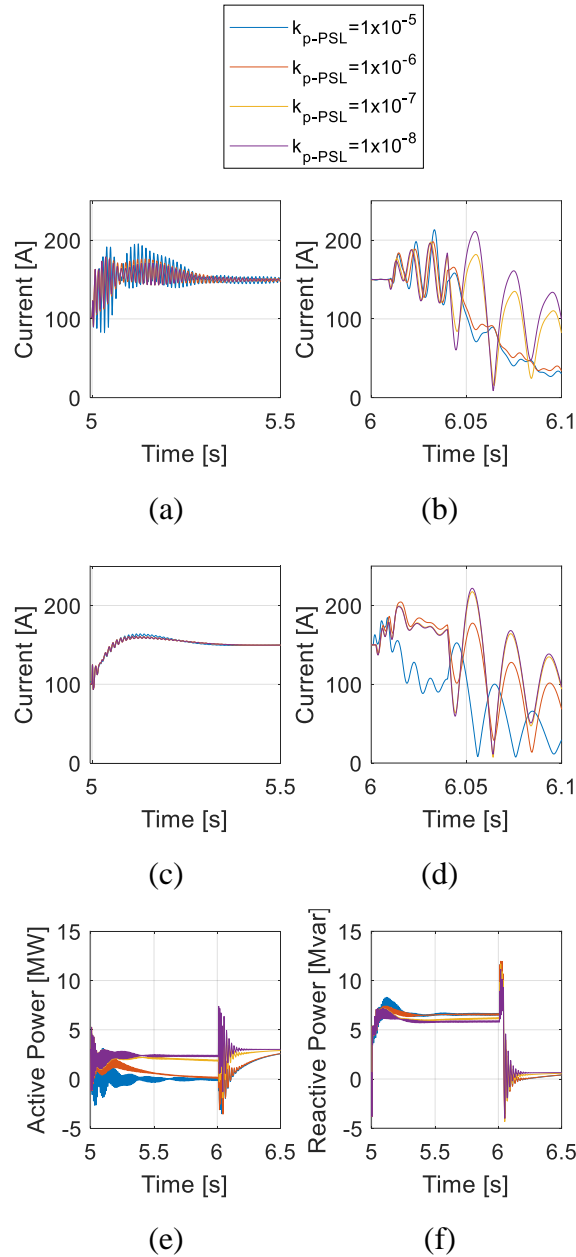 k_p-PSL=1x10^-5
k_p-PSL=1x10^-6
k_p-PSL=1x10^-7
k_p-PSL=1x10^-8
Current [A]
200
100
0
5
5.5
Time [s]
(a)
Current [A]
200
100
0
6
6.05
6.1
Time [s]
(b)
Current [A]
200
100
0
5
5.5
Time [s]
(c)
Current [A]
200
100
0
6
6.05
6.1
Time [s]
(d)
Active Power [MW]
15
10
5
0
-5
5
5.5
6
6.5
Time [s]
(e)
Reactive Power [Mvar]
15
10
5
0
-5
5
5.5
6
6.5
Time [s]
(f)